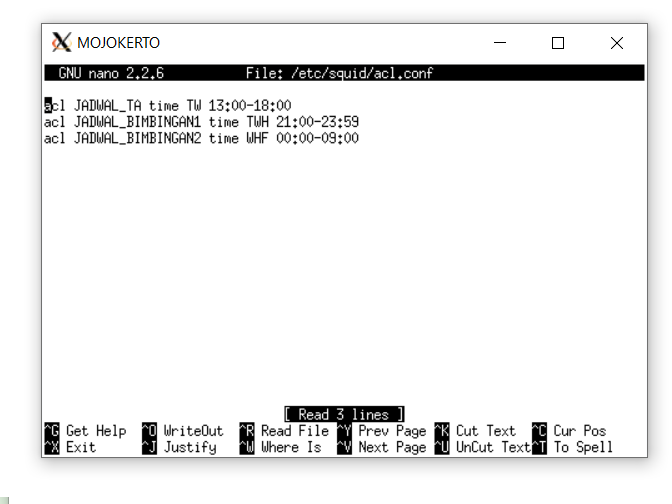 MOJOKERTO
GNU nano 2.2.6 File: /etc/squid/acl.conf
acl JADWAL_TA time TW 13:00-18:00
acl JADWAL_BIMBINGAN1 time TWH 21:00-23:59
acl JADWAL_BIMBINGAN2 time WHF 00:00-09:00
[ Read 3 lines ]
^G Get Help ^O WriteOut ^R Read File ^Y Prev Page ^K Cut Text ^C Cur Pos
^X Exit ^J Justify ^W Where Is ^V Next Page ^U UnCut Text ^T To Spell